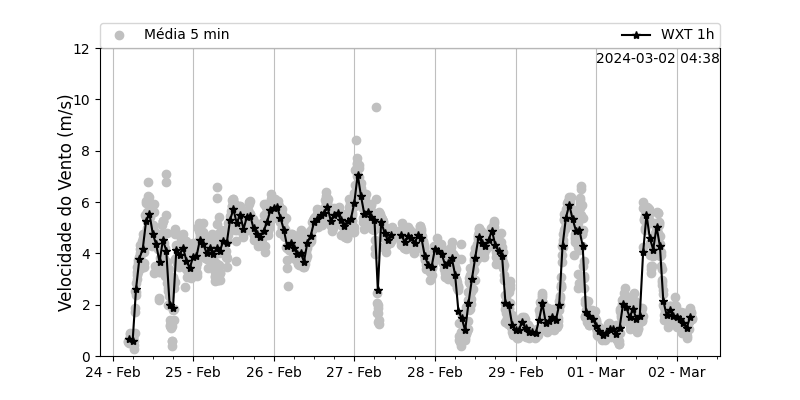 Média 5 min
WXT 1h
2024-03-02 04:38
Velocidade do Vento (m/s)
12
10
8
6
4
2
0
24 - Feb
25 - Feb
26 - Feb
27 - Feb
28 - Feb
29 - Feb
01 - Mar
02 - Mar